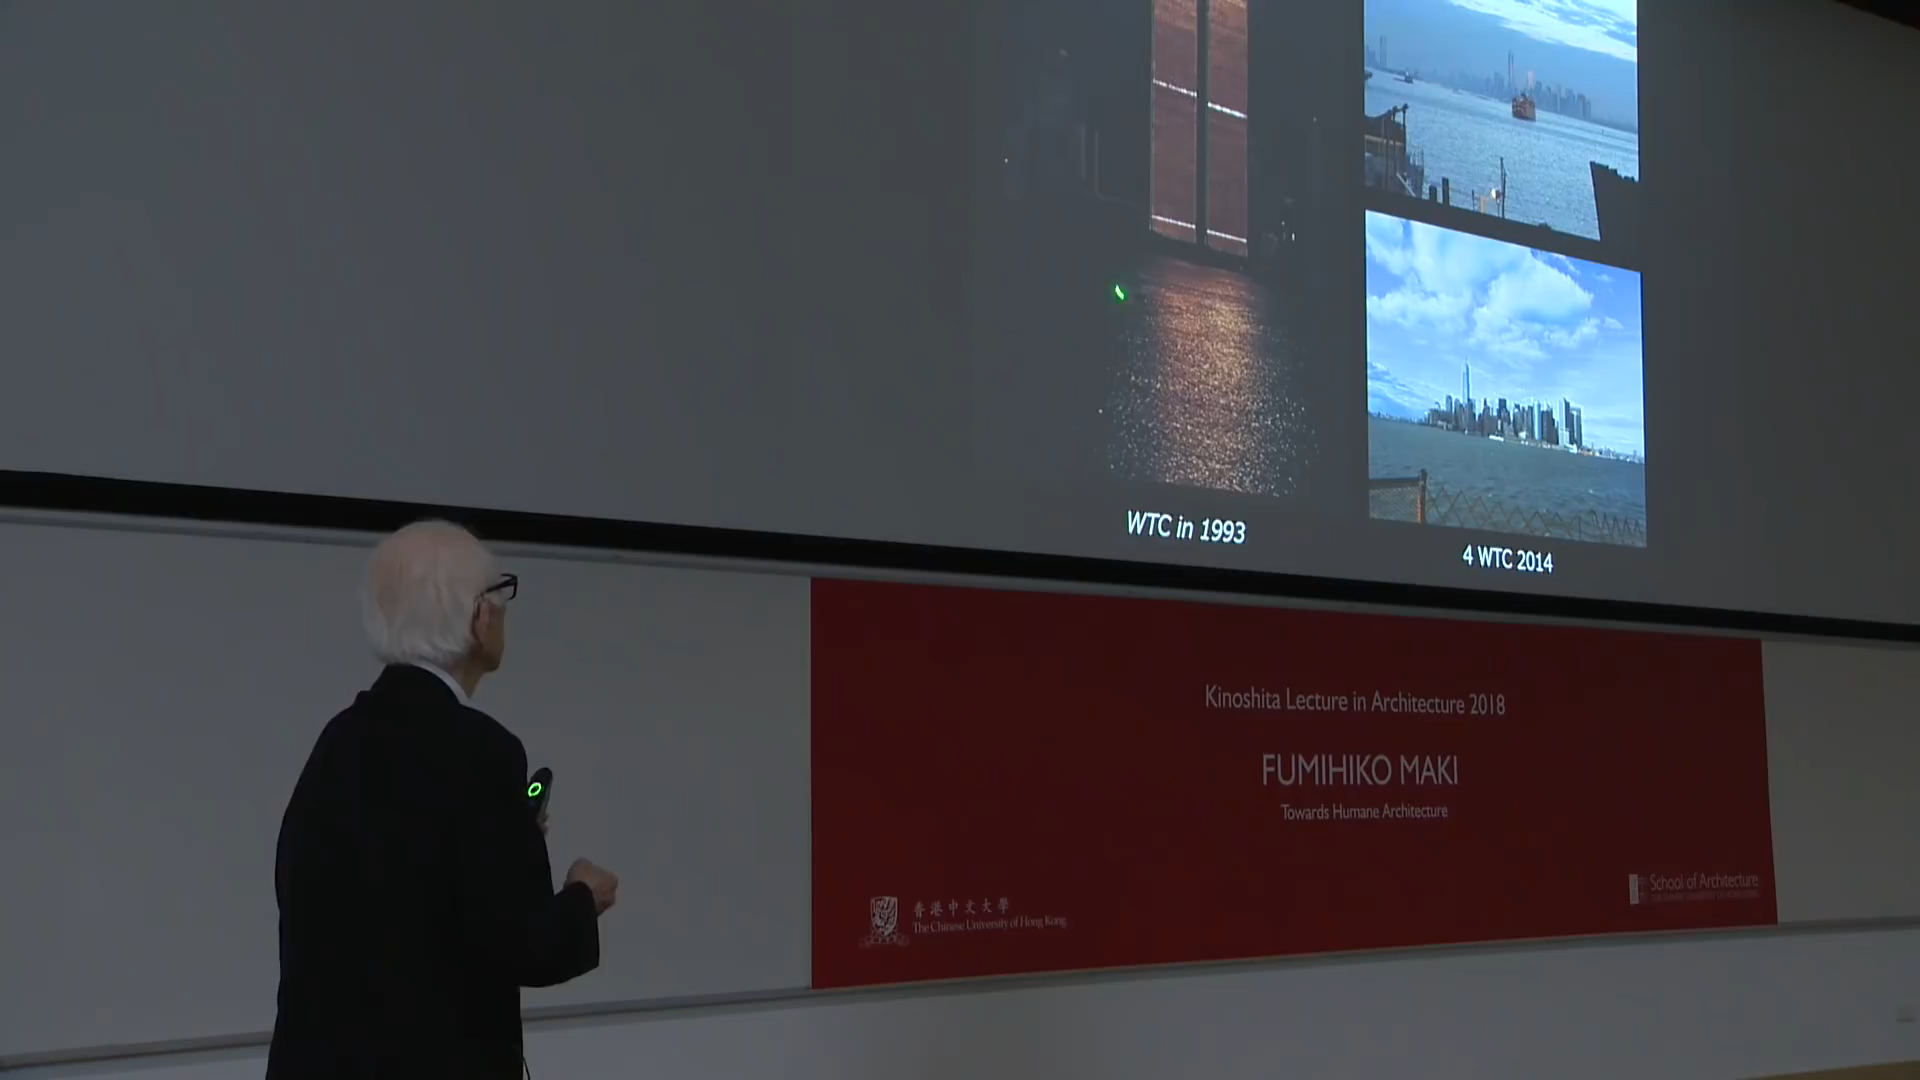 WTC in 1993
4 WTC 2014
Kinoshita Lecture in Architecture 2018
FUMIHIKO MAKI
Towards Humane Architecture
香港中文大學
The Chinese University of Hong Kong
School of Architecture